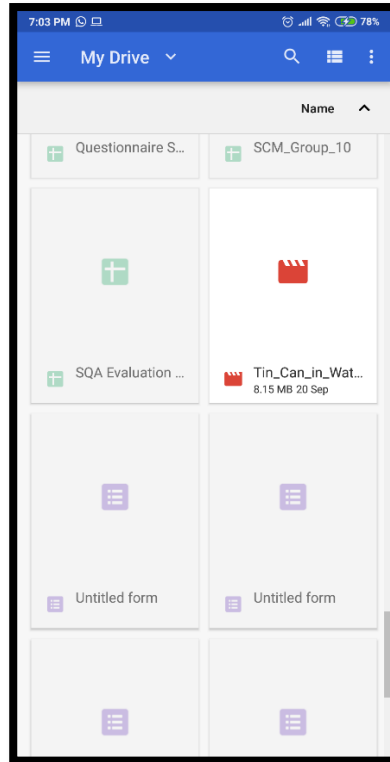 7:03 PM 78%
My Drive
Name
Questionnaire S... SCM_Group_10
SQA Evaluation ... Tin_Can_in_Wat...
8.15 MB 20 Sep
Untitled form Untitled form